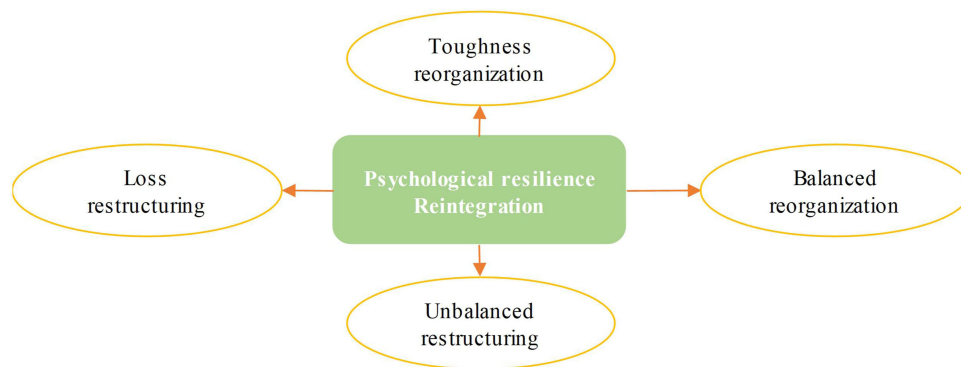 Toughness
reorganization
Loss
restructuring
Psychological resilience
Reintegration
Balanced
reorganization
Unbalanced
restructuring